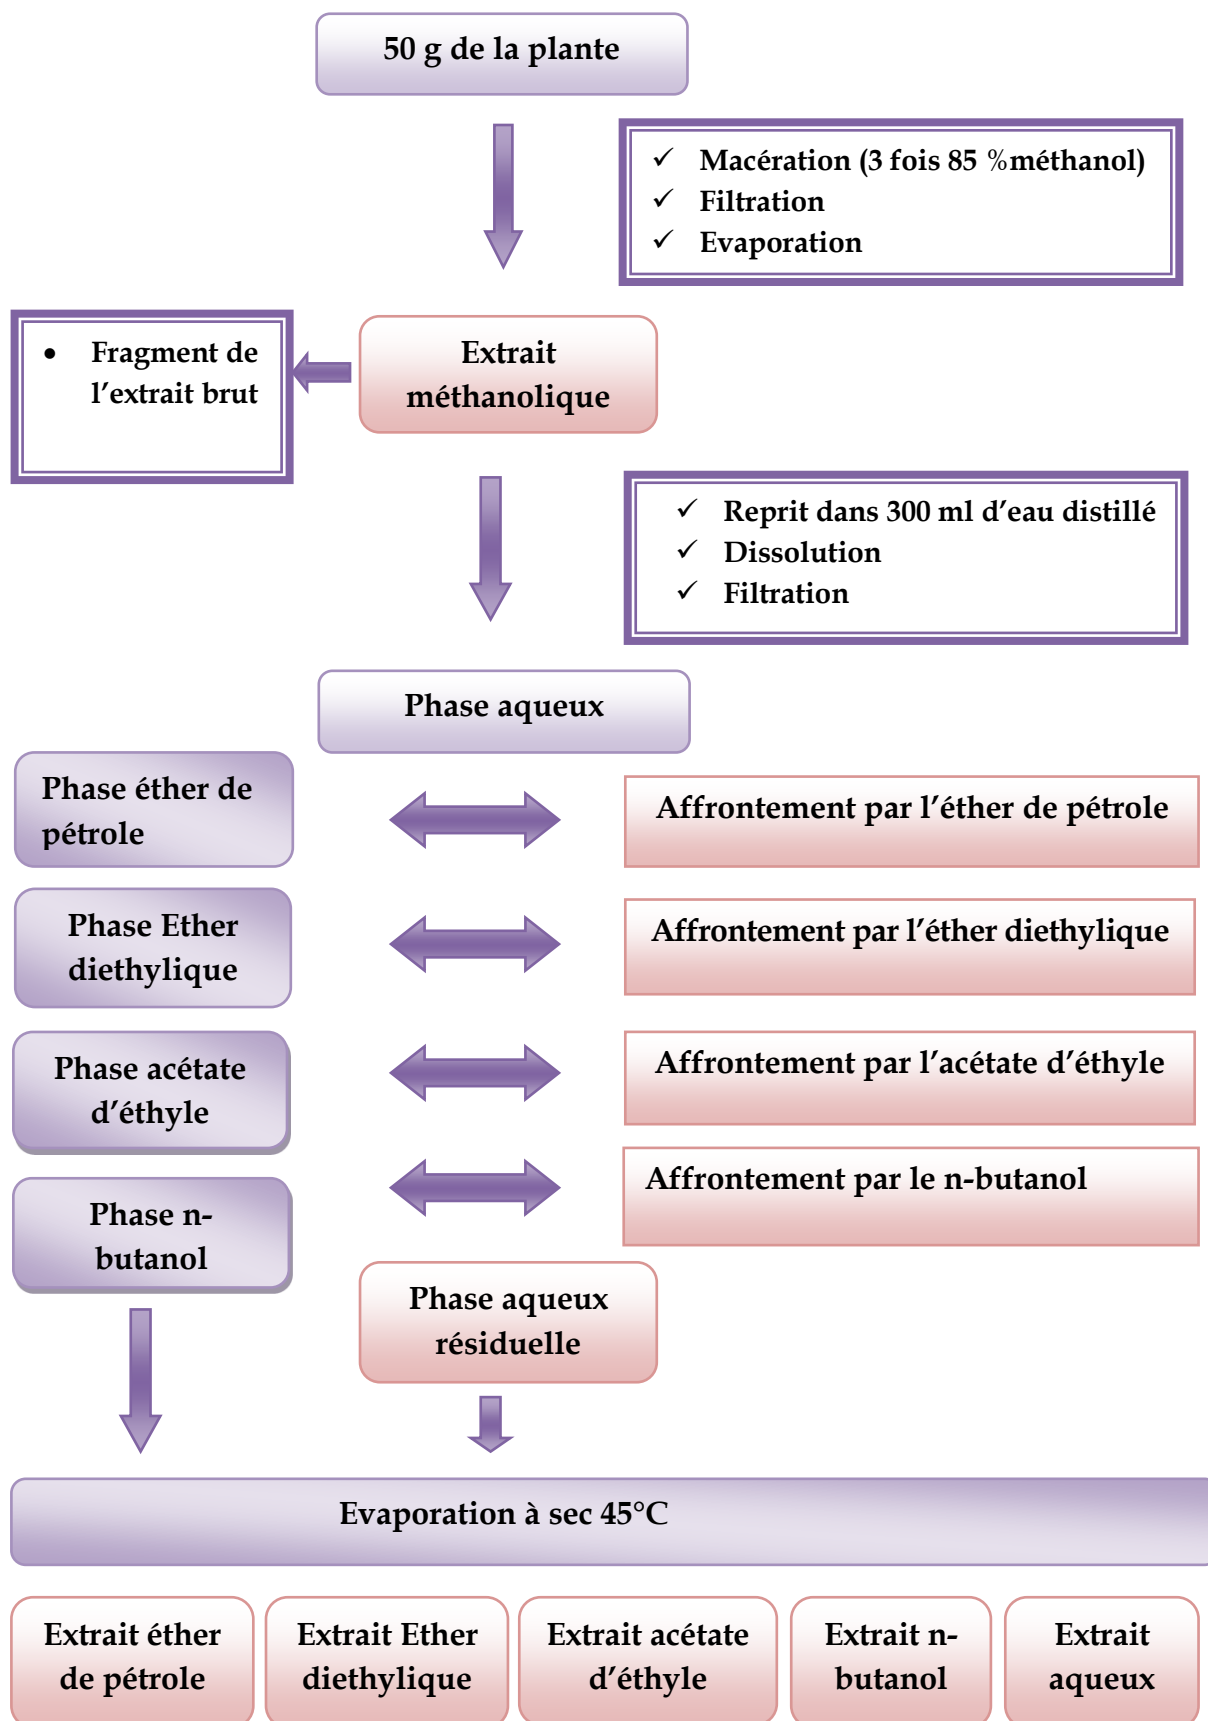 50 g de la plante
✓ Macération (3 fois 85 %méthanol)
✓ Filtration
✓ Evaporation
• Fragment de
l’extrait brut
Extrait
méthanolique
✓ Reprit dans 300 ml d’eau distillé
✓ Dissolution
✓ Filtration
Phase aqueux
Phase éther de
pétrole
Affrontement par l’éther de pétrole
Phase Ether
diethylique
Affrontement par l’éther diethylique
Phase acétate
d’éthyle
Affrontement par l’acétate d’éthyle
Phase n-
butanol
Affrontement par le n-butanol
Phase aqueux
résiduelle
Evaporation à sec 45°C
Extrait éther
de pétrole
Extrait Ether
diethylique
Extrait acétate
d’éthyle
Extrait n-
butanol
Extrait
aqueux